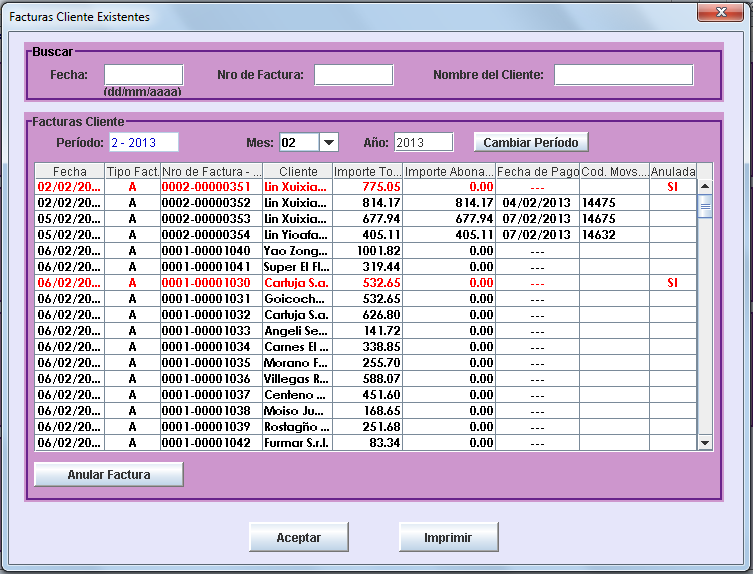 Facturas Cliente Existentes
Buscar
Fecha: Nro de Factura: Nombre del Cliente:
(dd/mm/aaaa)
Facturas Cliente
Período: 2 - 2013 Mes: 02 Año: 2013 Cambiar Período
Fecha Tipo Fact. Nro de Factura - ... Cliente Importe To... Importe Abona... Fecha de Pago Cod. Movs.... Anulada
02/02/20... A 0002-00000351 Lin Xuixia... 775.05 0.00 --- SI
02/02/20... A 0002-00000352 Lin Xuixia... 814.17 814.17 04/02/2013 14475
05/02/20... A 0002-00000353 Lin Xuixia... 677.94 677.94 07/02/2013 14675
05/02/20... A 0002-00000354 Lin Yioafa... 405.11 405.11 07/02/2013 14632
06/02/20... A 0001-00001040 Yao Zong... 1001.82 0.00 ---
06/02/20... A 0001-00001041 Super El Fl... 319.44 0.00 ---
06/02/20... A 0001-00001030 Cartuja S.a. 532.65 0.00 --- SI
06/02/20... A 0001-00001031 Goicoch... 532.65 0.00 ---
06/02/20... A 0001-00001032 Cartuja S.a. 626.80 0.00 ---
06/02/20... A 0001-00001033 Angeli Se... 141.72 0.00 ---
06/02/20... A 0001-00001034 Carnes El ... 338.85 0.00 ---
06/02/20... A 0001-00001035 Morano F... 255.70 0.00 ---
06/02/20... A 0001-00001036 Villegas R... 588.07 0.00 ---
06/02/20... A 0001-00001037 Centeno ... 451.60 0.00 ---
06/02/20... A 0001-00001038 Moiso Ju... 168.65 0.00 ---
06/02/20... A 0001-00001039 Rostagño ... 251.68 0.00 ---
06/02/20... A 0001-00001042 Furmar S.r.l. 83.34 0.00 ---
Anular Factura
Aceptar Imprimir